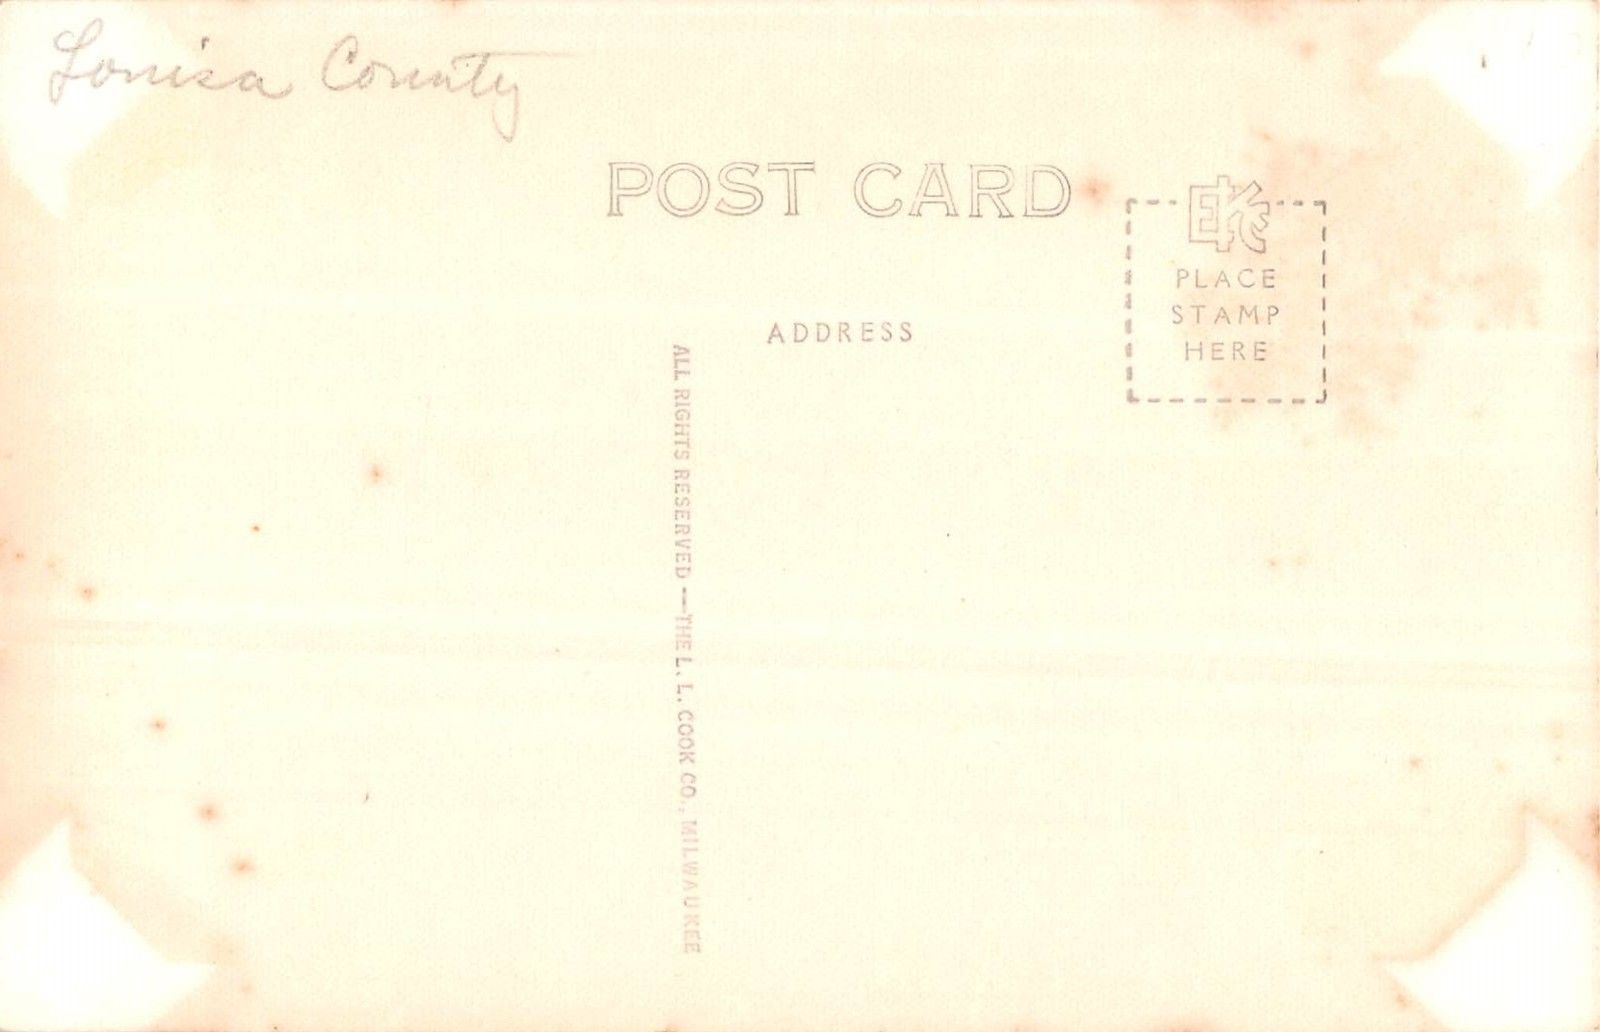 Louisa County
POST CARD
EKC
PLACE
STAMP
HERE
ADDRESS
ALL RIGHTS RESERVED — THE L. L. COOK CO., MILWAUKEE